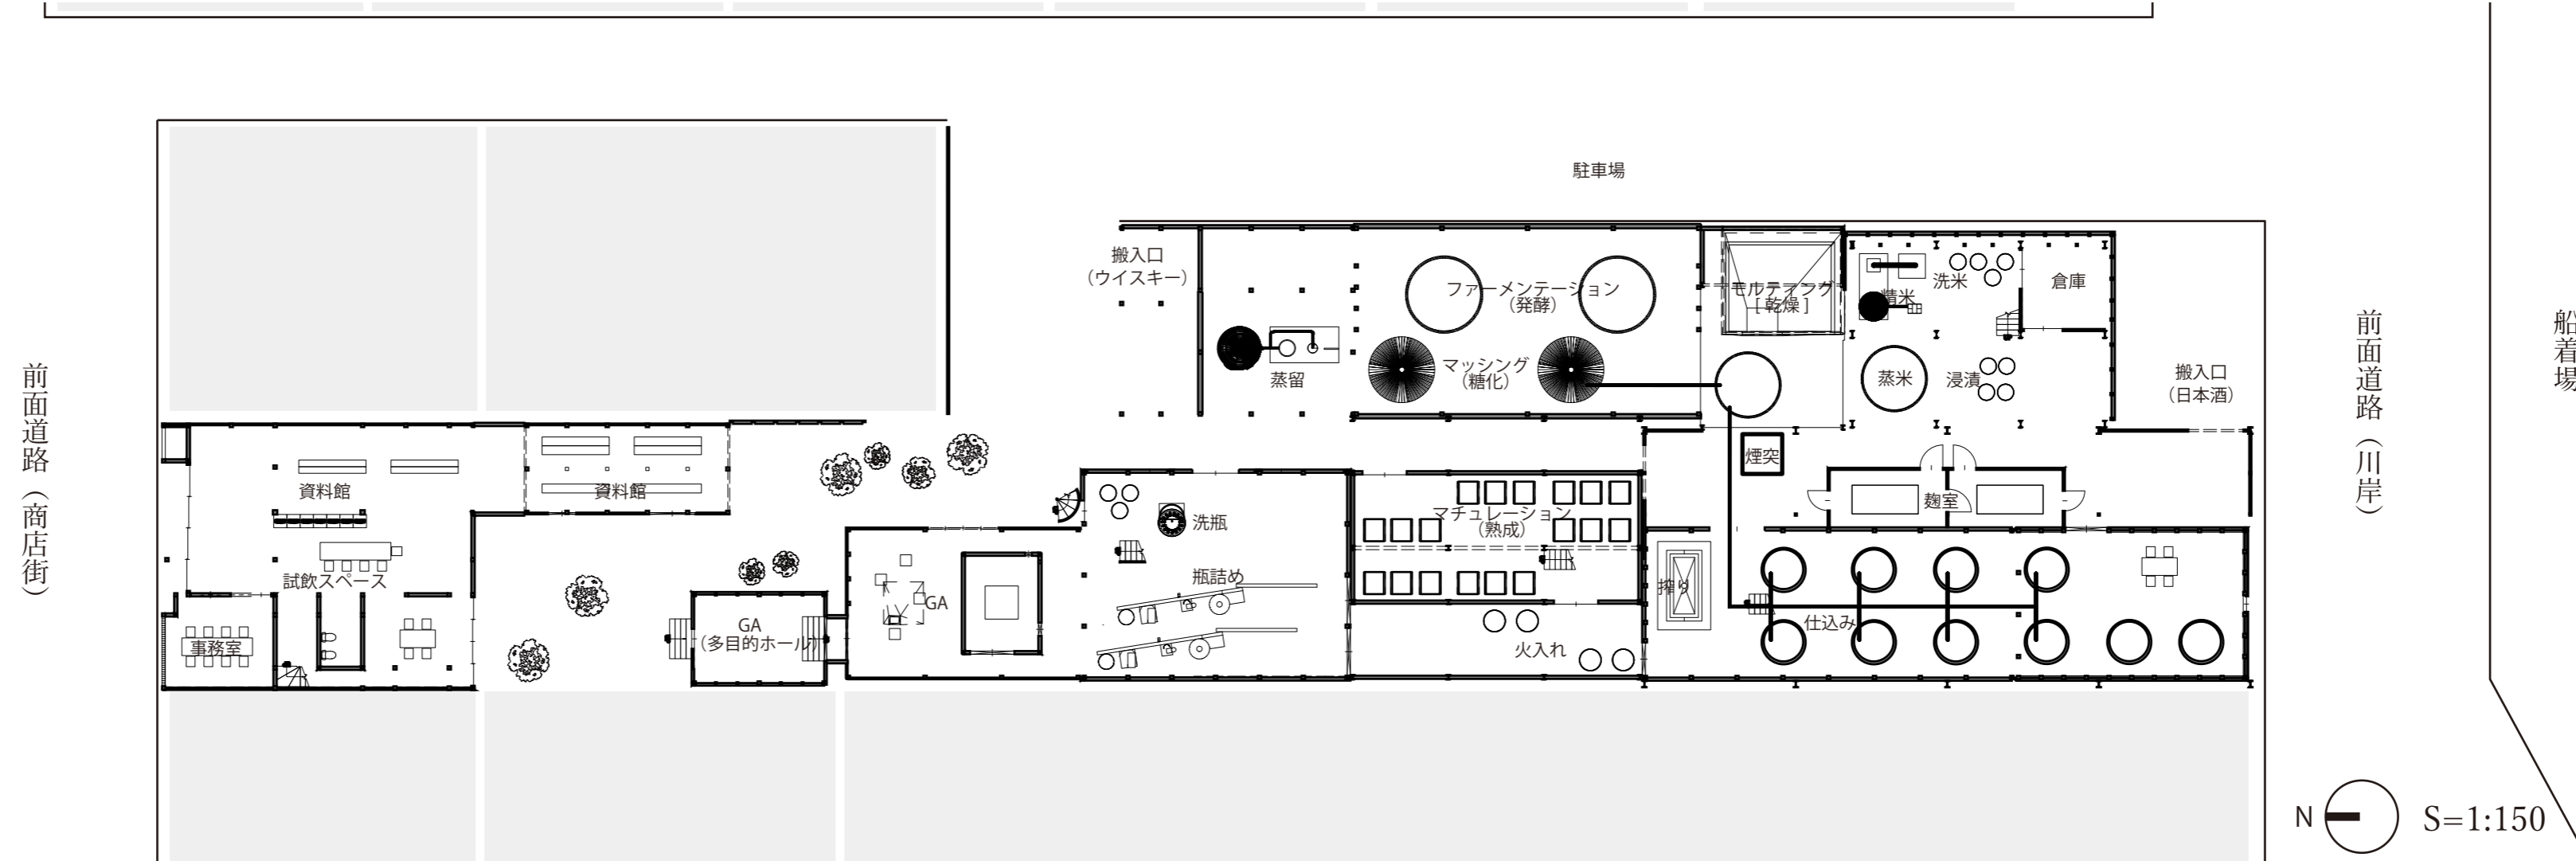 駐車場
搬入口
（ウイスキー）
ファーメンテーション
（発酵）
モルティング
［乾燥］
精米
洗米
倉庫
蒸留
マッシング
（糖化）
蒸米
浸漬
搬入口
（日本酒）
前面道路（商店街）
前面道路（川岸）
船着場
資料館
資料館
煙突
麹室
洗瓶
マチュレーション
（熟成）
試飲スペース
瓶詰め
搾り
GA
GA
（多目的ホール）
仕込み
事務室
火入れ
N
S=1:150